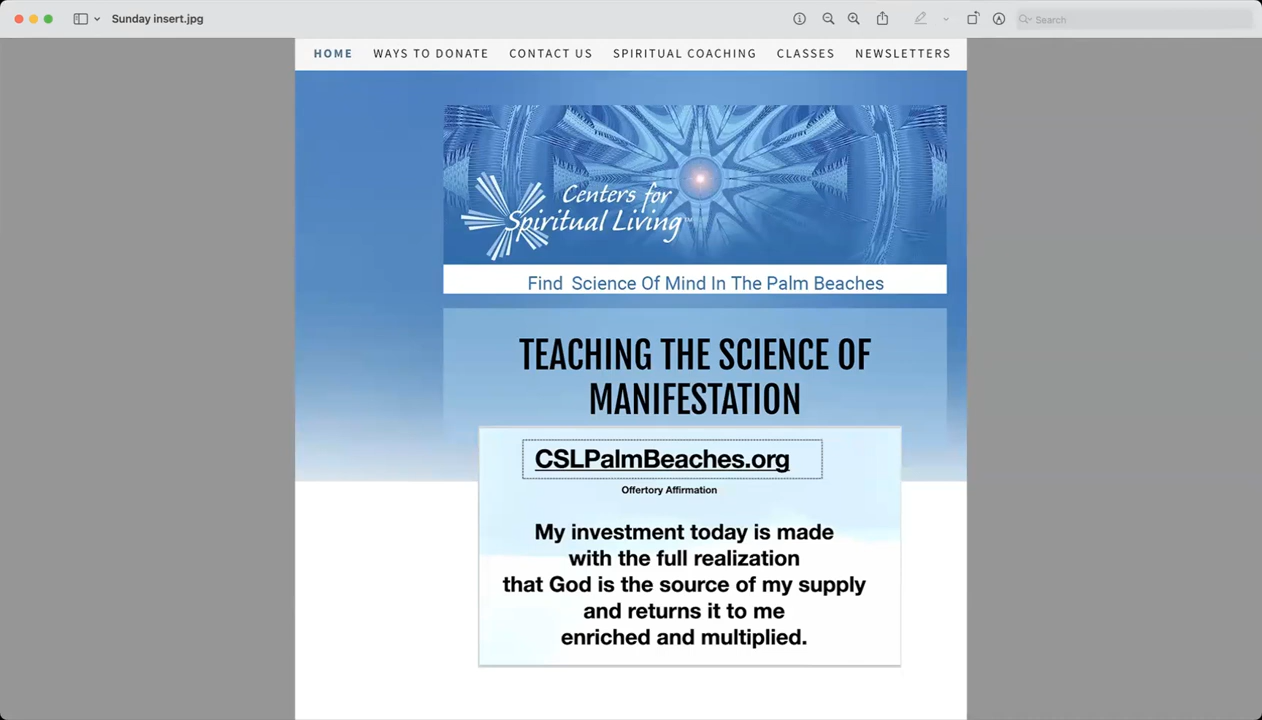 Sunday insert.jpg
Search
HOME WAYS TO DONATE CONTACT US SPIRITUAL COACHING CLASSES NEWSLETTERS
Centers for
Spiritual Living™
Find Science Of Mind In The Palm Beaches
TEACHING THE SCIENCE OF
MANIFESTATION
CSLPalmBeaches.org
Offertory Affirmation
My investment today is made
with the full realization
that God is the source of my supply
and returns it to me
enriched and multiplied.